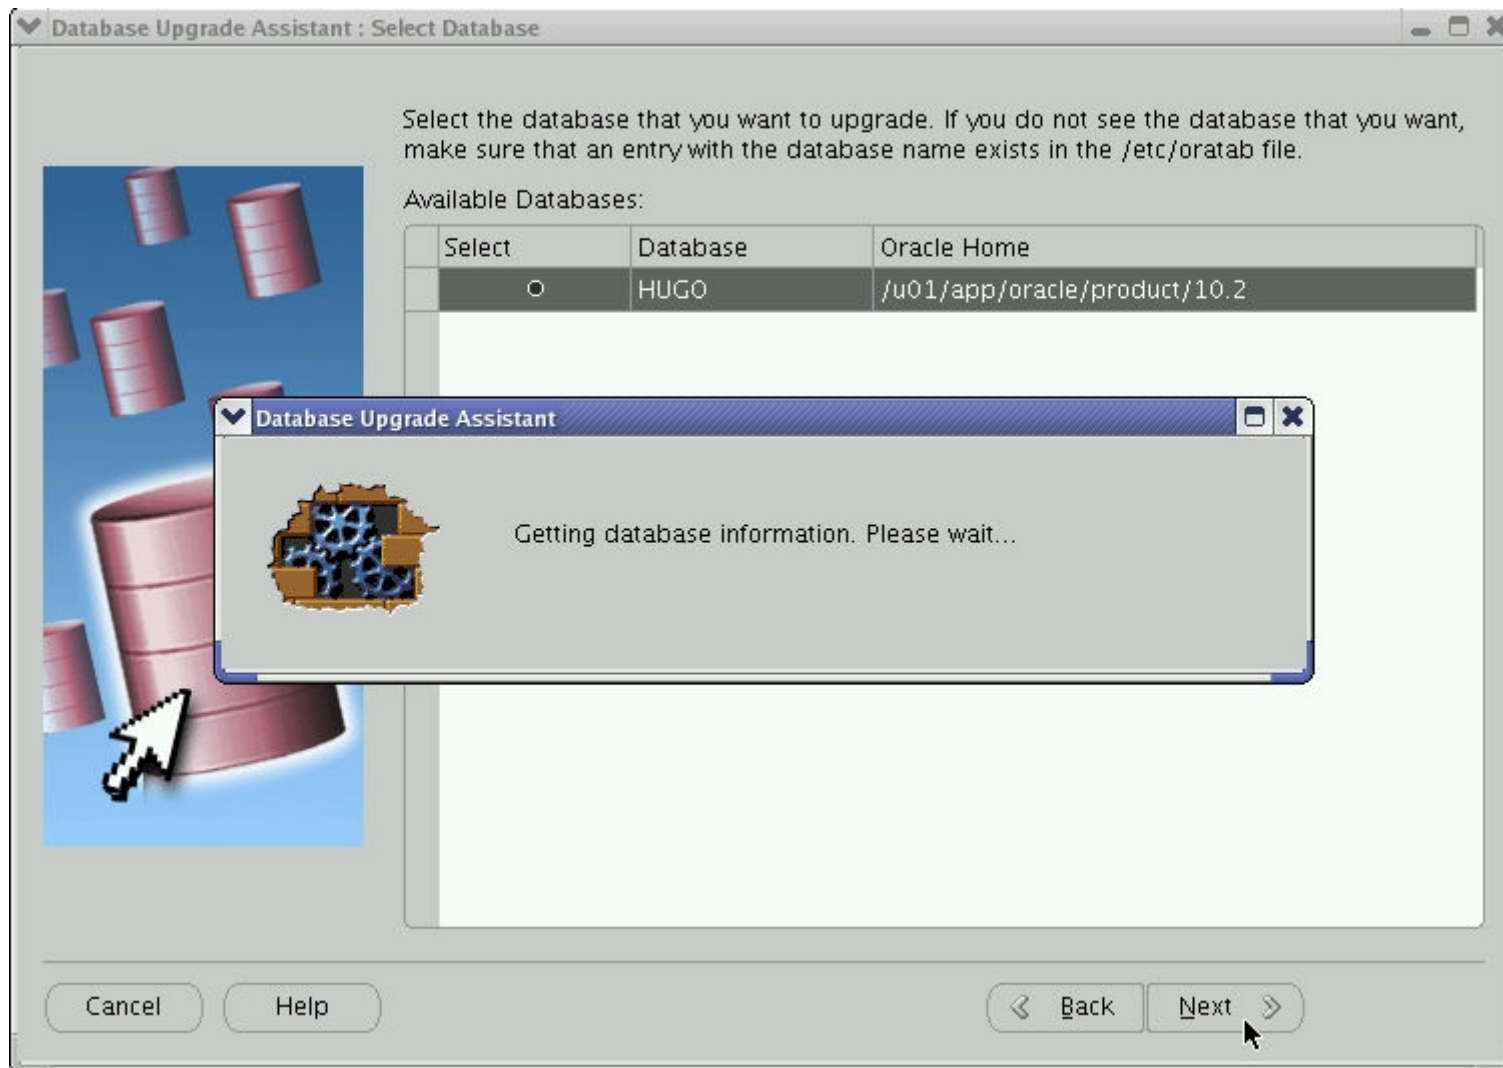 Database Upgrade Assistant : Select Database
Select the database that you want to upgrade. If you do not see the database that you want,
make sure that an entry with the database name exists in the /etc/oratab file.
Available Databases:
Select Database Oracle Home
HUGO /u01/app/oracle/product/10.2
Database Upgrade Assistant
Getting database information. Please wait...
Cancel Help Back Next